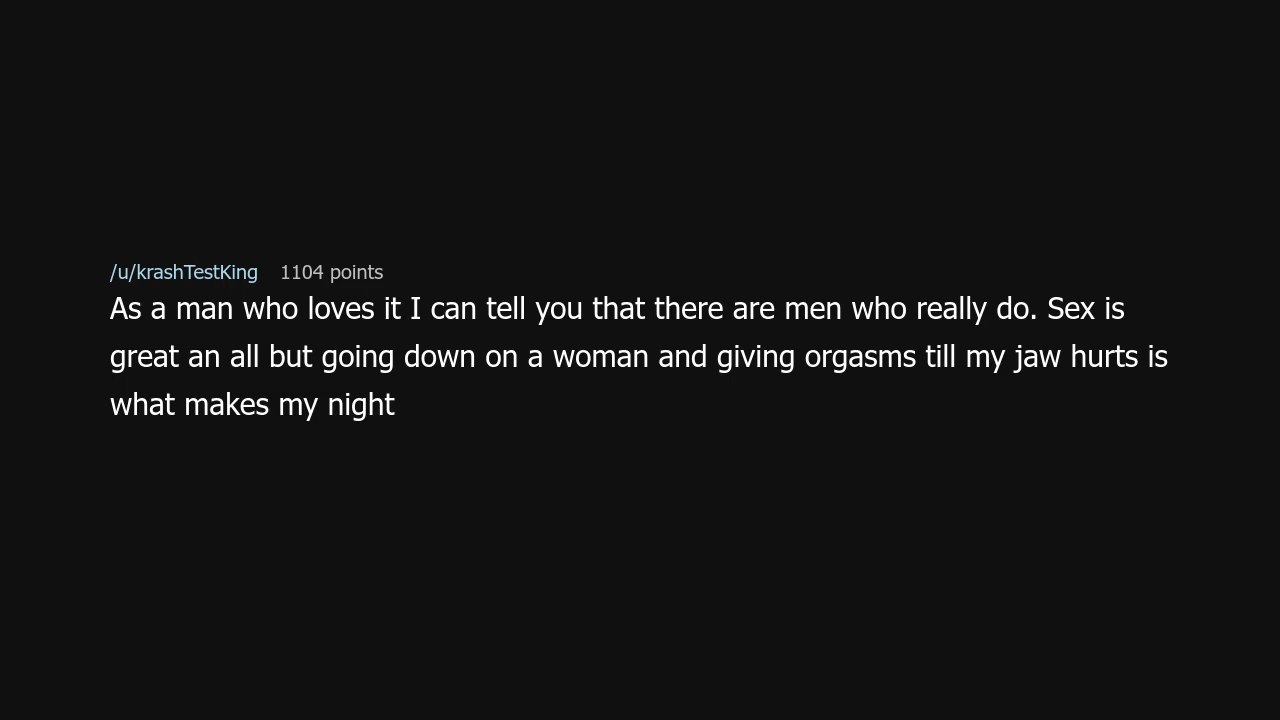 /u/krashTestKing 1104 points
As a man who loves it I can tell you that there are men who really do. Sex is
great an all but going down on a woman and giving orgasms till my jaw hurts is
what makes my night